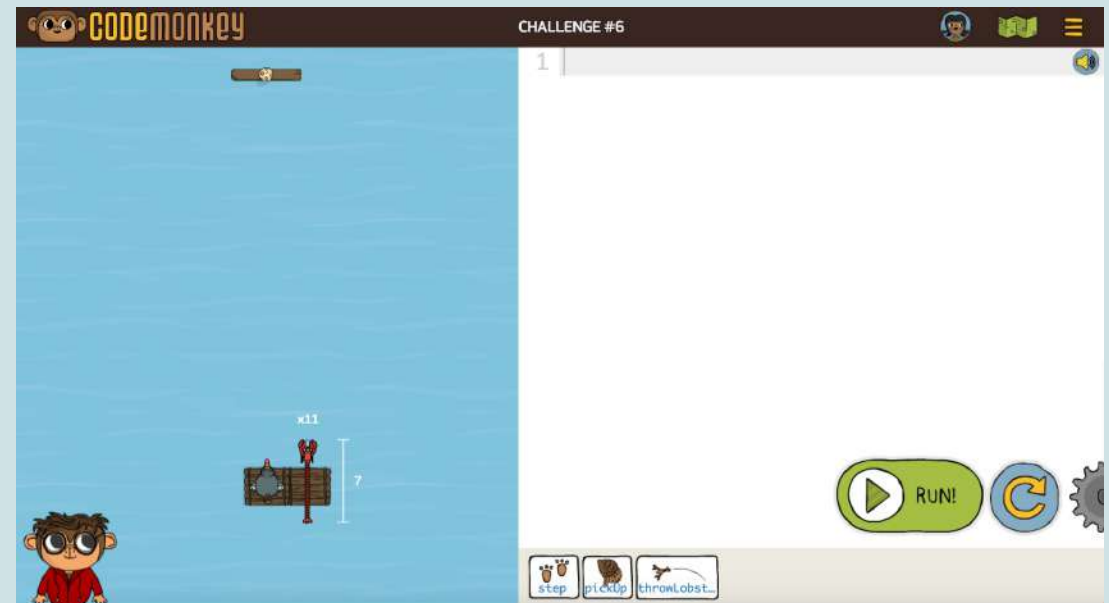 CODEMONKEY
CHALLENGE #6
1
x11
7
RUN!
step
pickUp
throwLobst…